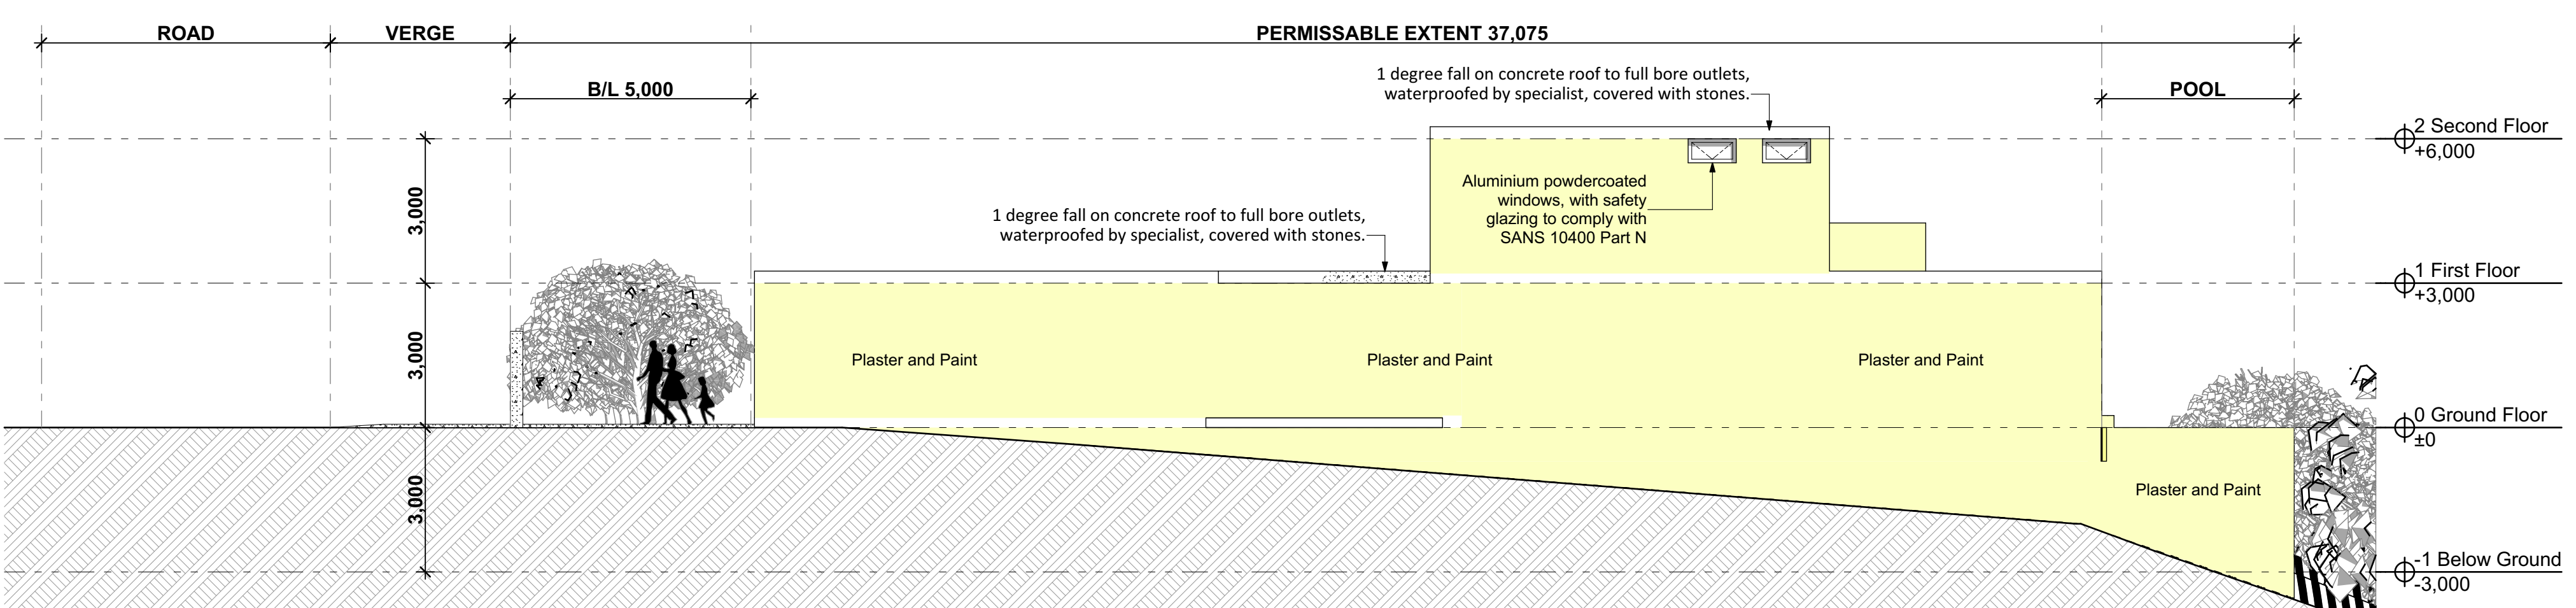 ROAD
VERGE
PERMISSABLE EXTENT 37,075
B/L 5,000
POOL
1 degree fall on concrete roof to full bore outlets,
waterproofed by specialist, covered with stones.
2 Second Floor
+6,000
3,000
Aluminium powdercoated
windows, with safety
glazing to comply with
SANS 10400 Part N
1 degree fall on concrete roof to full bore outlets,
waterproofed by specialist, covered with stones.
1 First Floor
+3,000
3,000
Plaster and Paint
Plaster and Paint
Plaster and Paint
0 Ground Floor
±0
3,000
Plaster and Paint
-1 Below Ground
-3,000